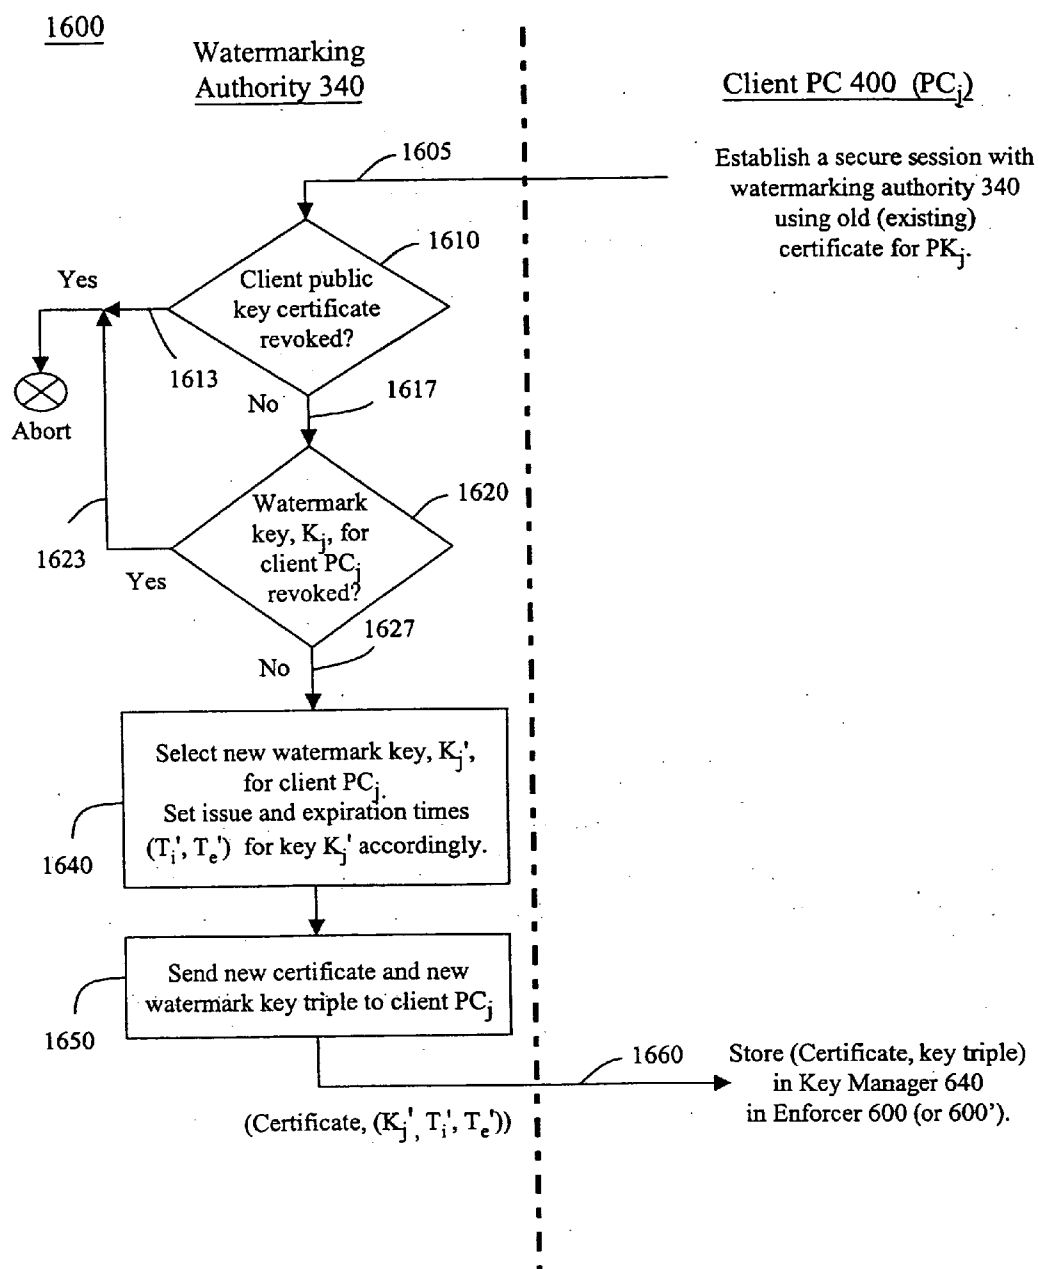 1600
Watermarking
Authority 340
Client PC 400 (PCj)
Establish a secure session with
watermarking authority 340
using old (existing)
certificate for PKj.
1605
1610
Client public
key certificate
revoked?
Yes
1613
Abort
No
1617
Watermark
key, Kj, for
client PCj
revoked?
1620
1623
Yes
1627
No
Select new watermark key, Kj',
for client PCj.
Set issue and expiration times
(Ti', Te') for key Kj' accordingly.
1640
Send new certificate and new
watermark key triple to client PCj
1650
1660
Store (Certificate, key triple)
in Key Manager 640
in Enforcer 600 (or 600').
(Certificate, (Kj', Ti', Te'))